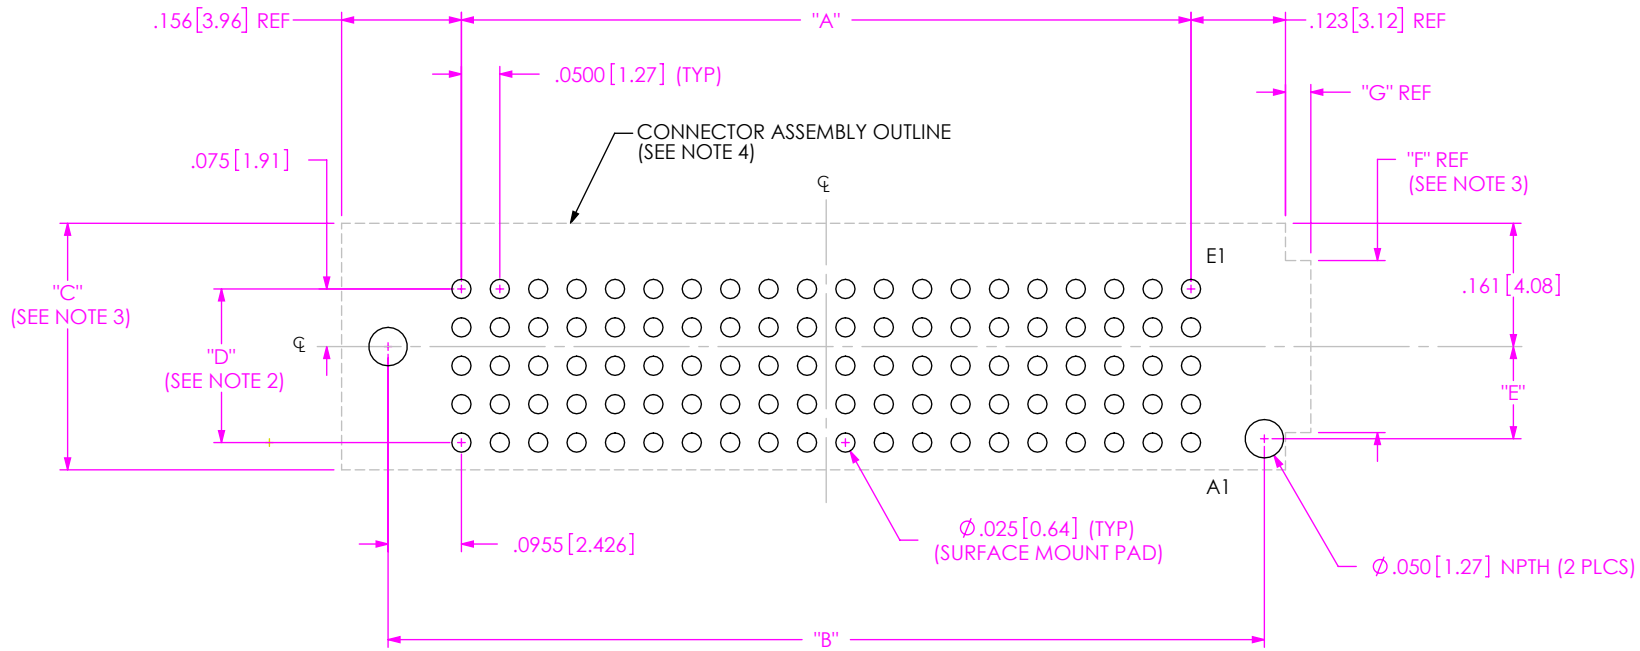 .156[3.96] REF
"A"
.123[3.12] REF
.0500[1.27] (TYP)
"G" REF
CONNECTOR ASSEMBLY OUTLINE
(SEE NOTE 4)
.075[1.91]
"F" REF
(SEE NOTE 3)
℄
E1
"C"
(SEE NOTE 3)
.161[4.08]
℄
"D"
(SEE NOTE 2)
"E"
A1
.0955[2.426]
Ø.025[0.64] (TYP)
(SURFACE MOUNT PAD)
Ø.050[1.27] NPTH (2 PLCS)
"B"